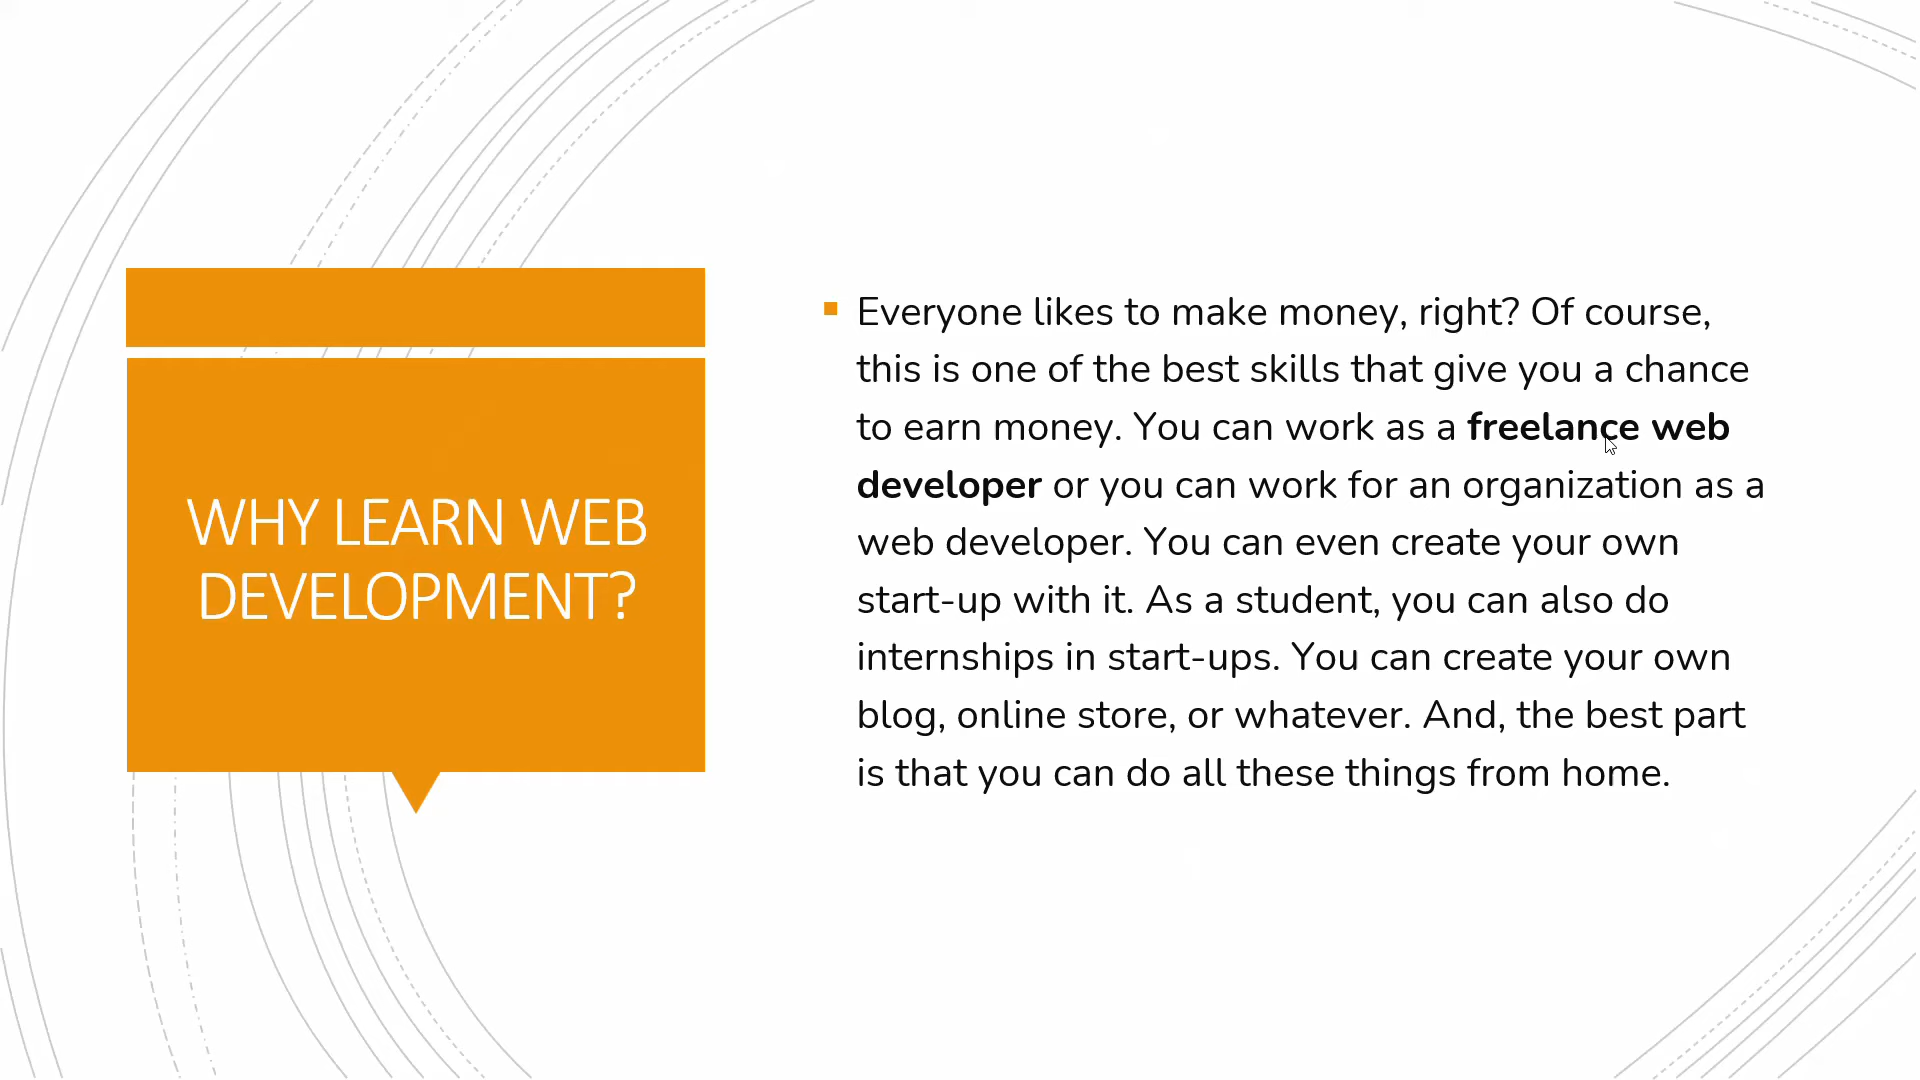 WHY LEARN WEB
DEVELOPMENT?
Everyone likes to make money, right? Of course,
this is one of the best skills that give you a chance
to earn money. You can work as a freelance web
developer or you can work for an organization as a
web developer. You can even create your own
start-up with it. As a student, you can also do
internships in start-ups. You can create your own
blog, online store, or whatever. And, the best part
is that you can do all these things from home.